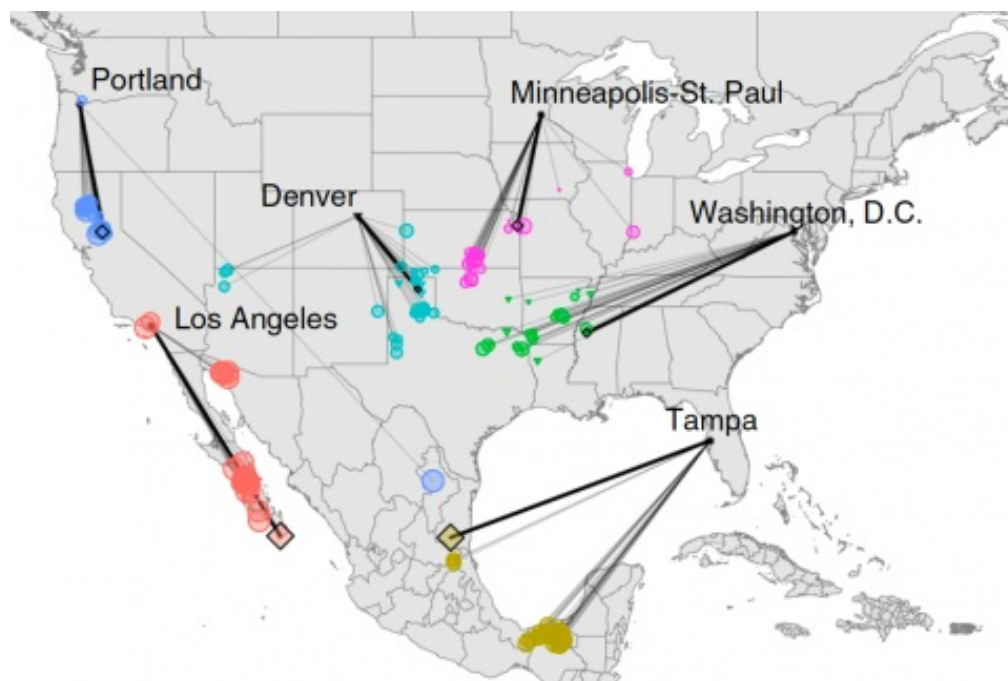 Portland
Minneapolis-St. Paul
Denver
Washington, D.C.
Los Angeles
Tampa